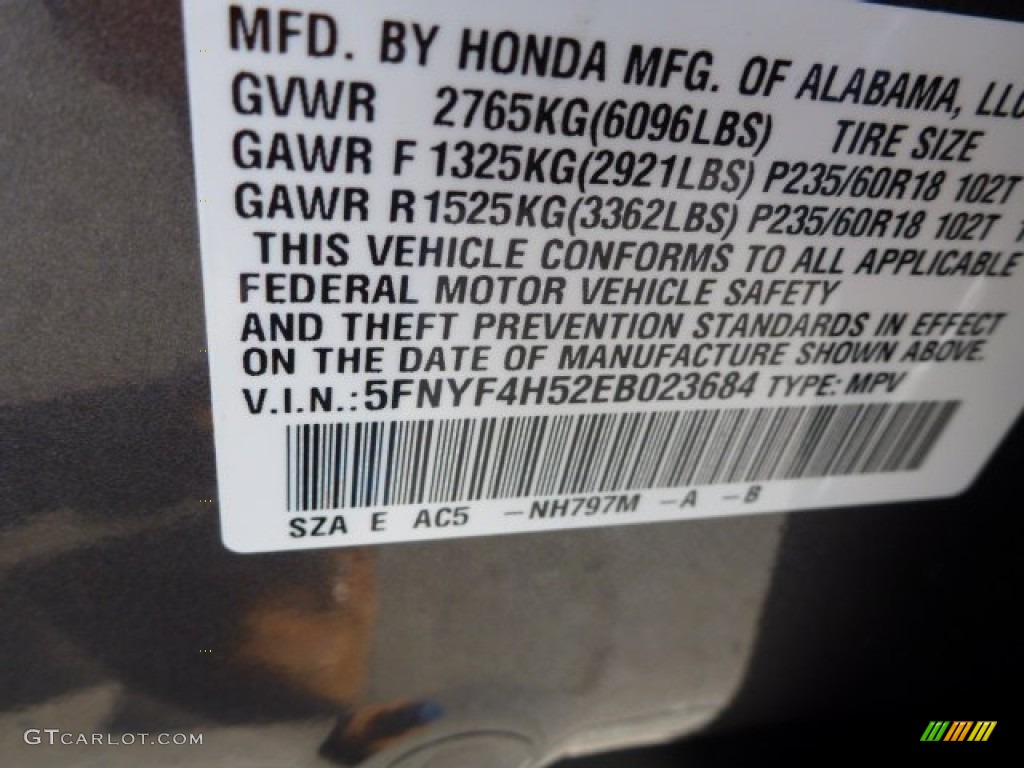 MFD. BY HONDA MFG. OF ALABAMA, LLC
GVWR 2765KG(6096LBS) TIRE SIZE
GAWR F 1325KG(2921LBS) P235/60R18 102T
GAWR R 1525KG(3362LBS) P235/60R18 102T
THIS VEHICLE CONFORMS TO ALL APPLICABLE
FEDERAL MOTOR VEHICLE SAFETY
AND THEFT PREVENTION STANDARDS IN EFFECT
ON THE DATE OF MANUFACTURE SHOWN ABOVE.
V.I.N.:5FNYF4H52EB023684 TYPE: MPV
SZA E AC5 -NH797M -A -B
GTCARLOT.COM